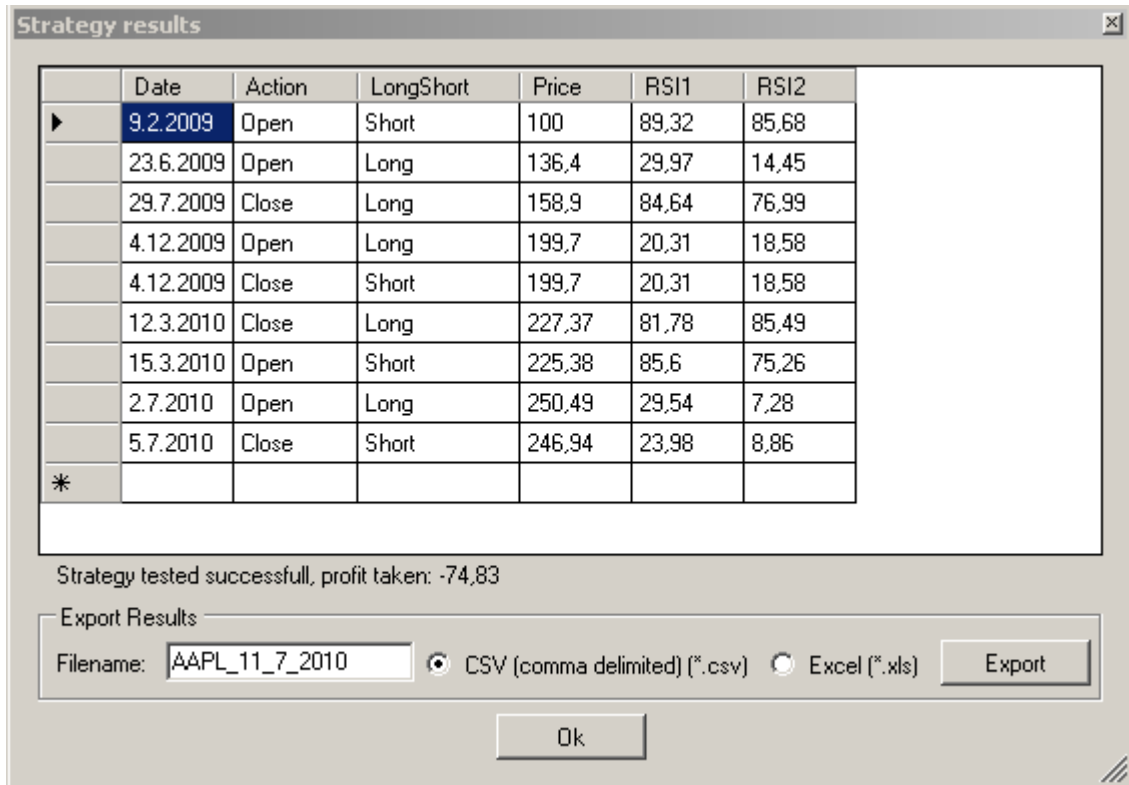 Strategy results
Date Action LongShort Price RSI1 RSI2
9.2.2009 Open Short 100 89,32 85,68
23.6.2009 Open Long 136,4 29,97 14,45
29.7.2009 Close Long 158,9 84,64 76,99
4.12.2009 Open Long 199,7 20,31 18,58
4.12.2009 Close Short 199,7 20,31 18,58
12.3.2010 Close Long 227,37 81,78 85,49
15.3.2010 Open Short 225,38 85,6 75,26
2.7.2010 Open Long 250,49 29,54 7,28
5.7.2010 Close Short 246,94 23,98 8,86
Strategy tested successfull, profit taken: -74,83
Export Results
Filename: AAPL_11_7_2010 CSV (comma delimited) (*.csv) Excel (*.xls) Export
Ok